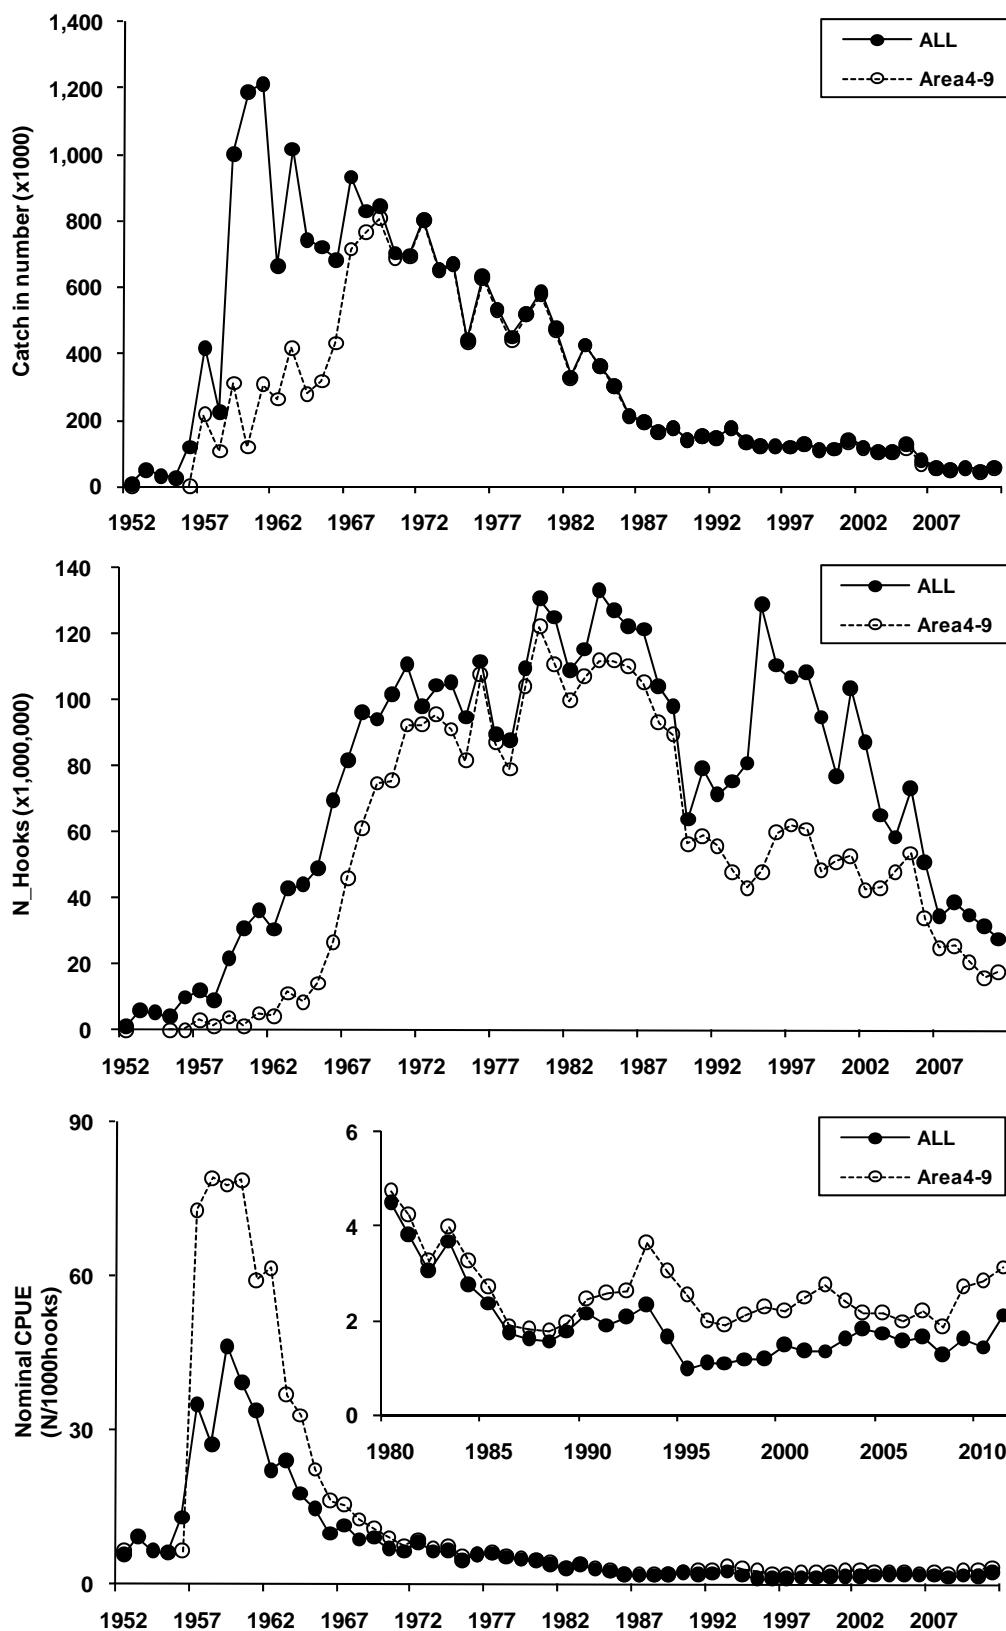 1,400
1,200
1,000
800
600
400
200
0
Catch in number (x1000)
ALL
Area4-9
1952 1957 1962 1967 1972 1977 1982 1987 1992 1997 2002 2007
140
120
100
80
60
40
20
0
N_Hooks (x1,000,000)
ALL
Area4-9
1952 1957 1962 1967 1972 1977 1982 1987 1992 1997 2002 2007
90
60
30
0
Nominal CPUE
(N/1000hooks)
6
4
2
0
1980 1985 1990 1995 2000 2005 2010
ALL
Area4-9
1952 1957 1962 1967 1972 1977 1982 1987 1992 1997 2002 2007